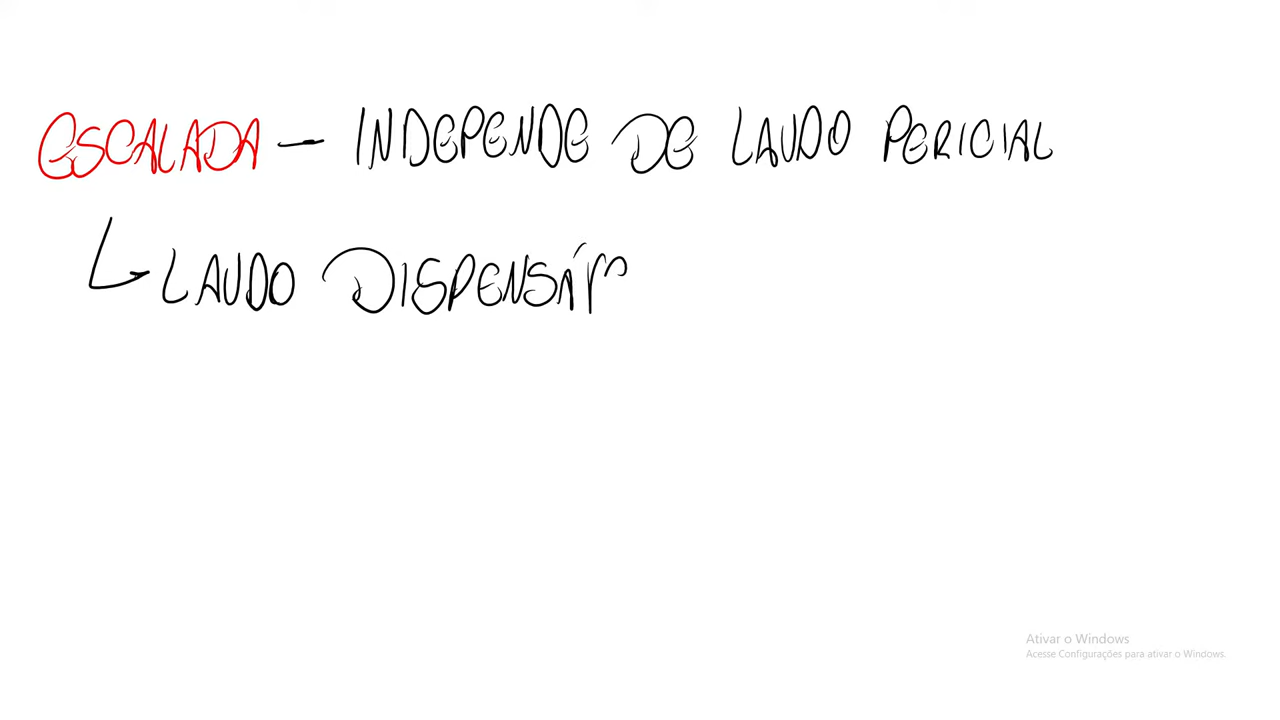 ESCALADA — INDEPENDE DE LAUDO PERICIAL
LAUDO
Ativar o Windows
Acesse Configurações para ativar o Windows.